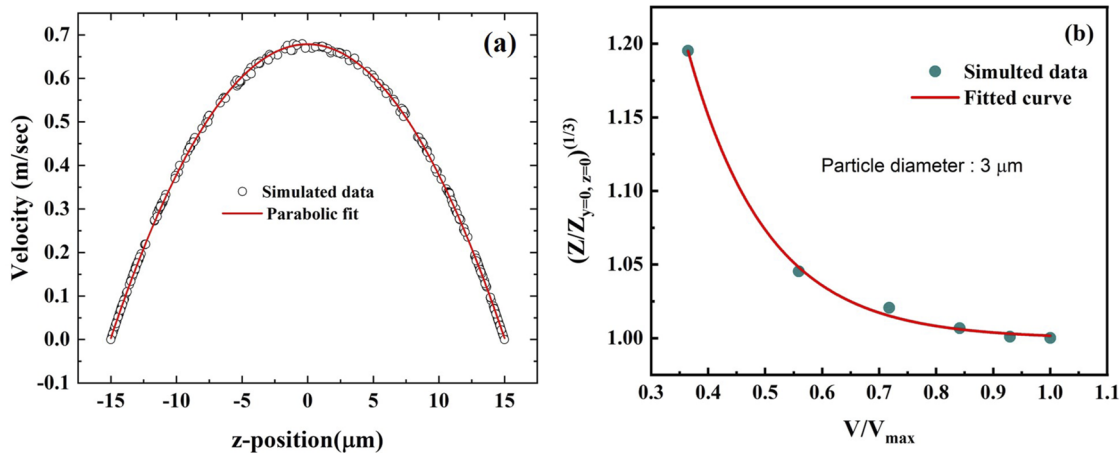 (a)
0.7
0.6
0.5
0.4
0.3
0.2
0.1
0.0
-0.1
Velocity (m/sec)
Simulated data
Parabolic fit
-15 -10 -5 0 5 10 15
z-position(μm)
(b)
1.20
1.15
1.10
1.05
1.00
(Z/Z_{y=0, z=0})^{(1/3)}
Simulted data
Fitted curve
Particle diameter : 3 μm
0.3 0.4 0.5 0.6 0.7 0.8 0.9 1.0 1.1
V/V_{max}